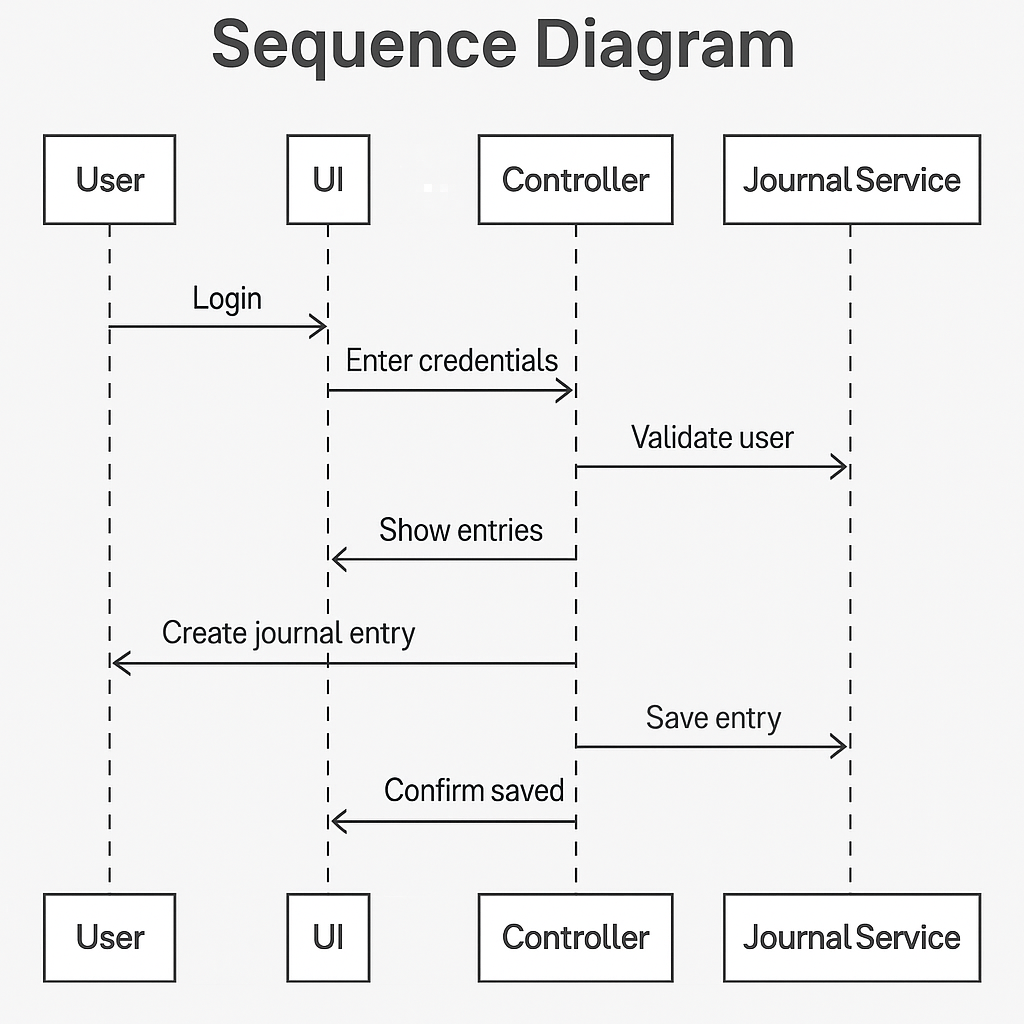 Sequence Diagram
User
UI
Controller
Journal Service
Login
Enter credentials
Validate user
Show entries
Create journal entry
Save entry
Confirm saved
User
UI
Controller
Journal Service